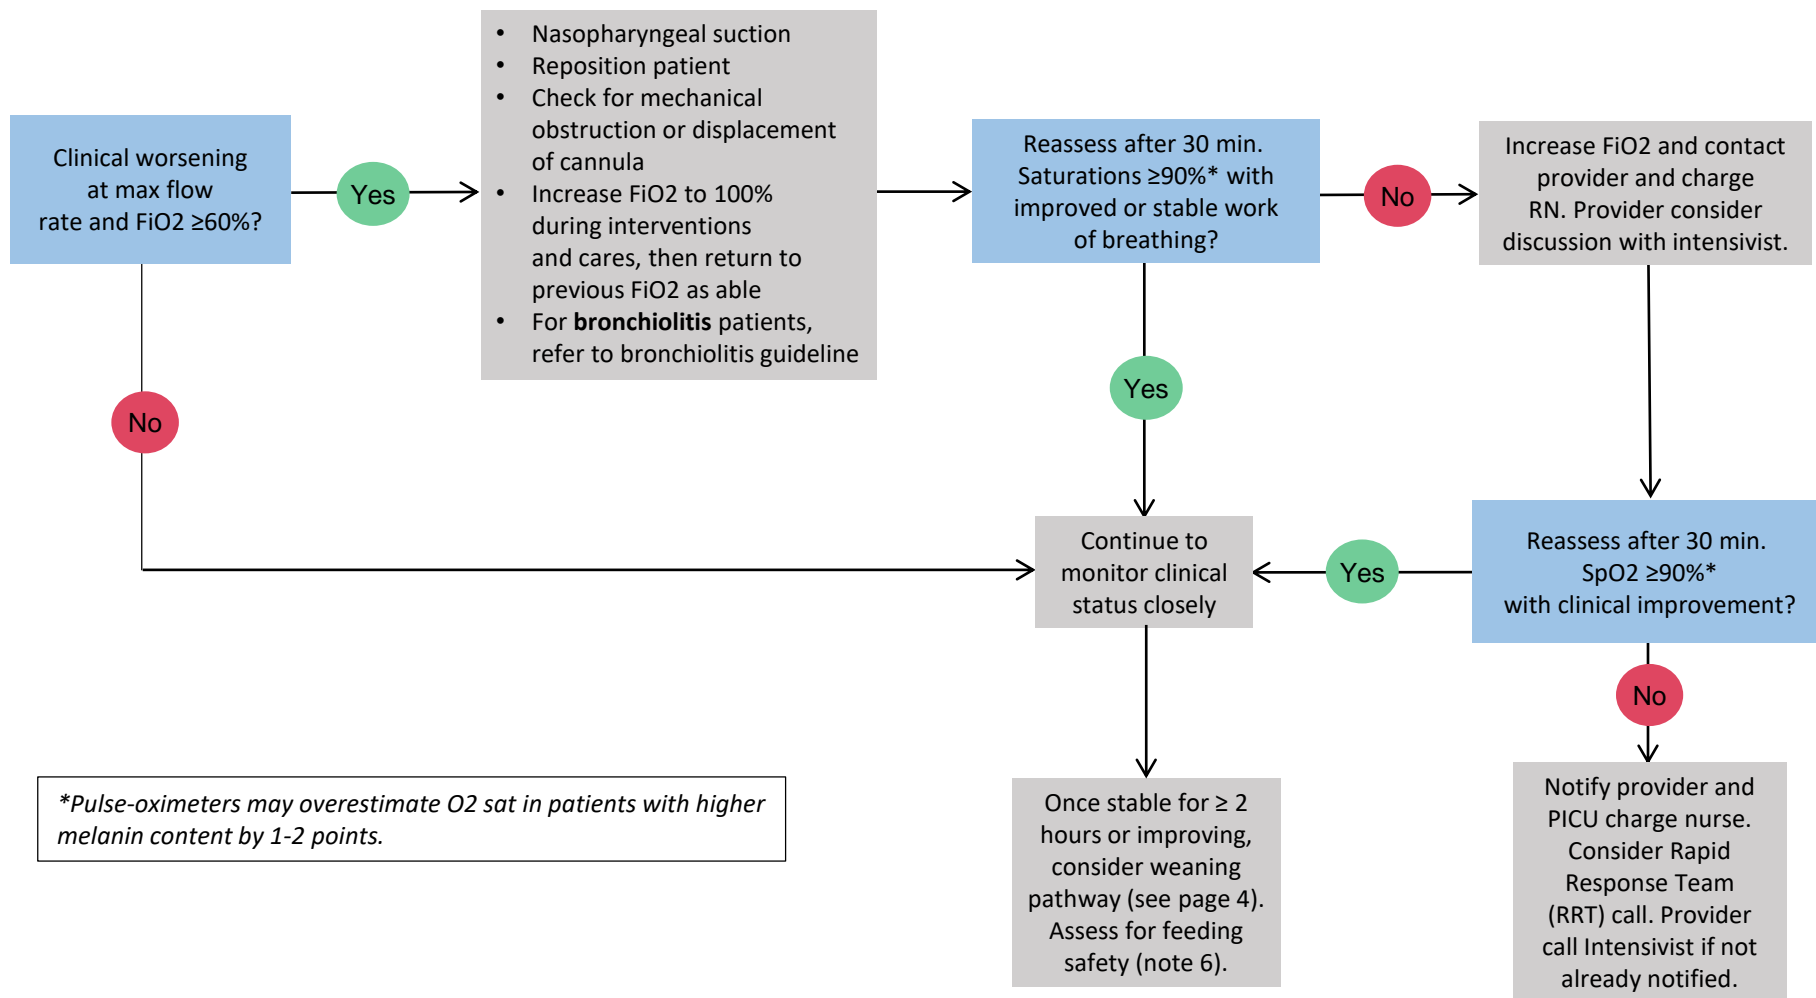 Clinical worsening
at max flow
rate and FiO2 ≥60%?
Yes
• Nasopharyngeal suction
• Reposition patient
• Check for mechanical
obstruction or displacement
of cannula
• Increase FiO2 to 100%
during interventions
and cares, then return to
previous FiO2 as able
• For bronchiolitis patients,
refer to bronchiolitis guideline
Reassess after 30 min.
Saturations ≥90%* with
improved or stable work
of breathing?
No
Increase FiO2 and contact
provider and charge
RN. Provider consider
discussion with intensivist.
No
Yes
Continue to
monitor clinical
status closely
Yes
Reassess after 30 min.
SpO2 ≥90%*
with clinical improvement?
No
*Pulse-oximeters may overestimate O2 sat in patients with higher
melanin content by 1-2 points.
Once stable for ≥ 2
hours or improving,
consider weaning
pathway (see page 4).
Assess for feeding
safety (note 6).
Notify provider and
PICU charge nurse.
Consider Rapid
Response Team
(RRT) call. Provider
call Intensivist if not
already notified.